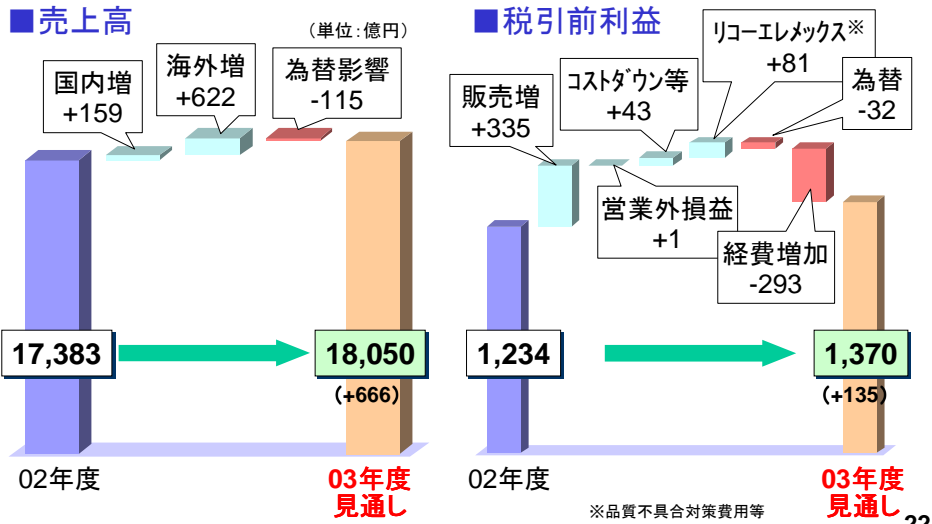 ■売上高
(単位：億円)
国内増
+159
海外増
+622
為替影響
-115
17,383
18,050
(+666)
02年度
03年度
見通し
■税引前利益
販売増
+335
コストダウン等
+43
リコーエレメックス※
+81
為替
-32
営業外損益
+1
経費増加
-293
1,234
1,370
(+135)
02年度
03年度
見通し
※品質不具合対策費用等
22